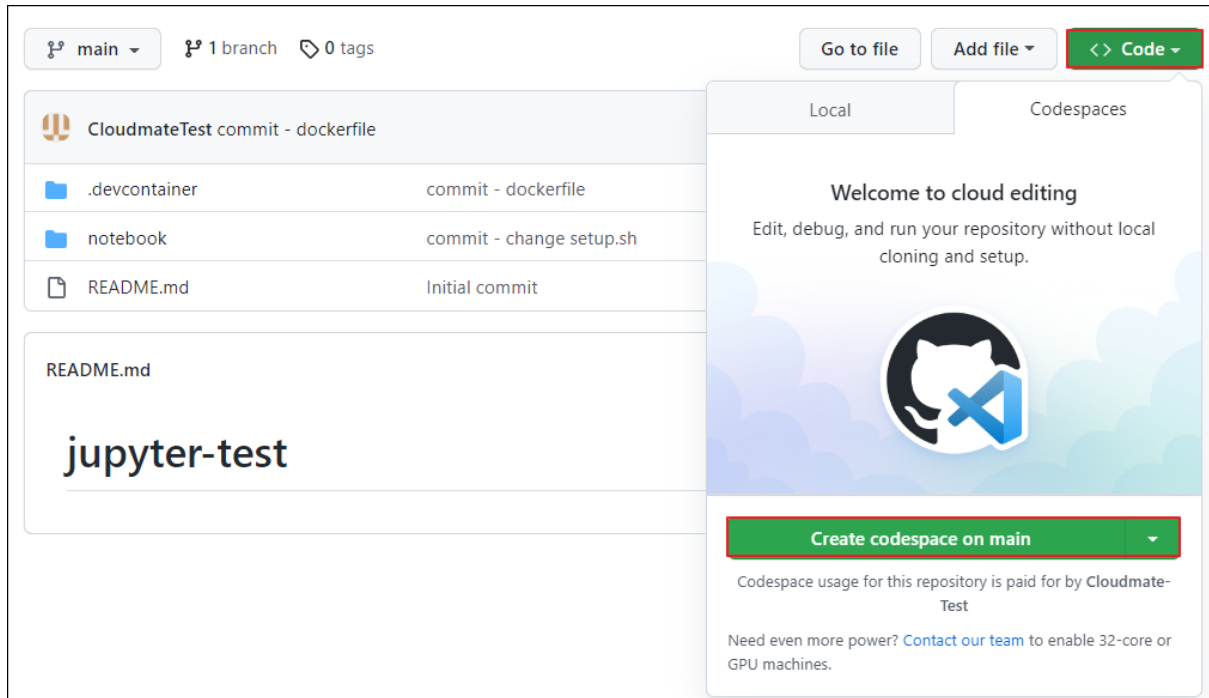 main 1 branch 0 tags Go to file Add file <> Code
CloudmateTest commit - dockerfile
.devcontainer commit - dockerfile
notebook commit - change setup.sh
README.md Initial commit
README.md
jupyter-test
Local Codespaces
Welcome to cloud editing
Edit, debug, and run your repository without local
cloning and setup.
Create codespace on main
Codespace usage for this repository is paid for by Cloudmate-
Test
Need even more power? Contact our team to enable 32-core or
GPU machines.